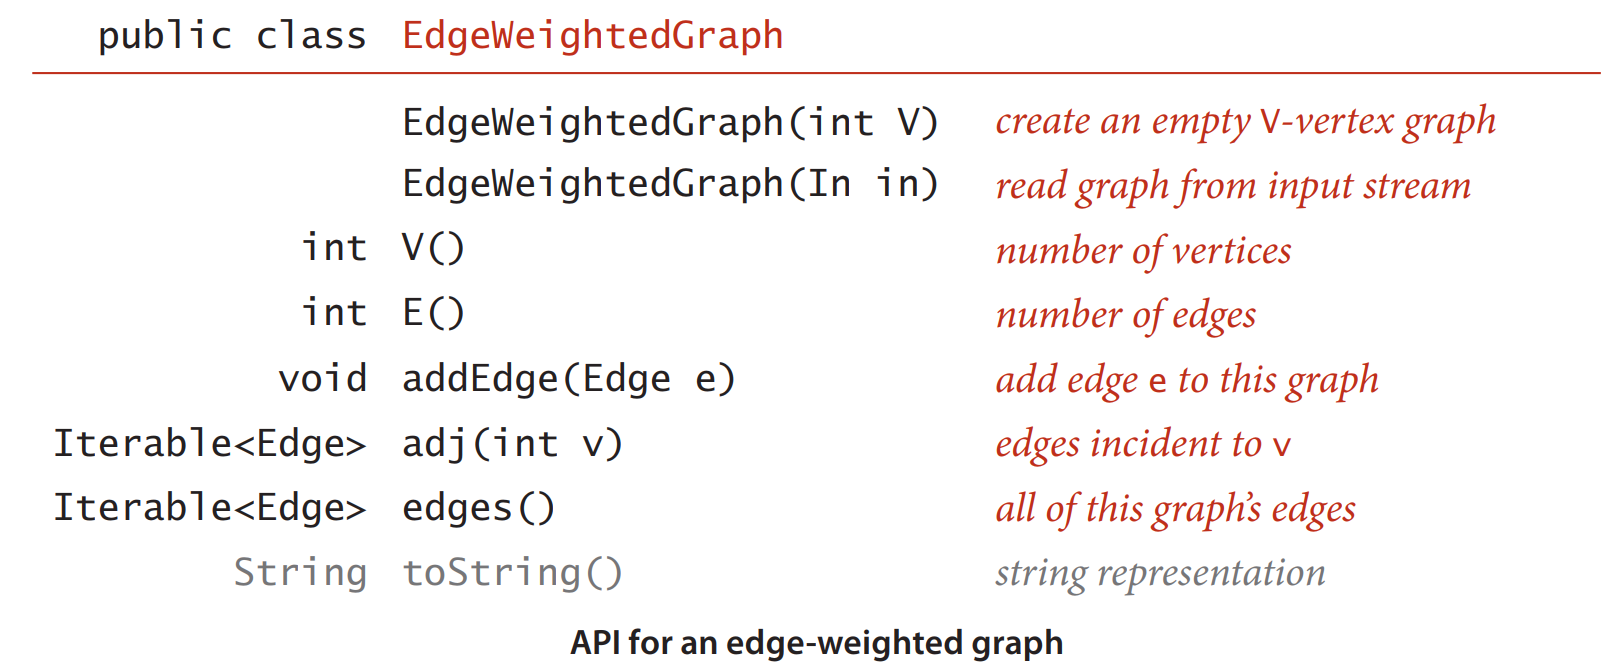 public class EdgeWeightedGraph
EdgeWeightedGraph(int V) create an empty V-vertex graph
EdgeWeightedGraph(In in) read graph from input stream
int V() number of vertices
int E() number of edges
void addEdge(Edge e) add edge e to this graph
Iterable<Edge> adj(int v) edges incident to v
Iterable<Edge> edges() all of this graph’s edges
String toString() string representation
API for an edge-weighted graph